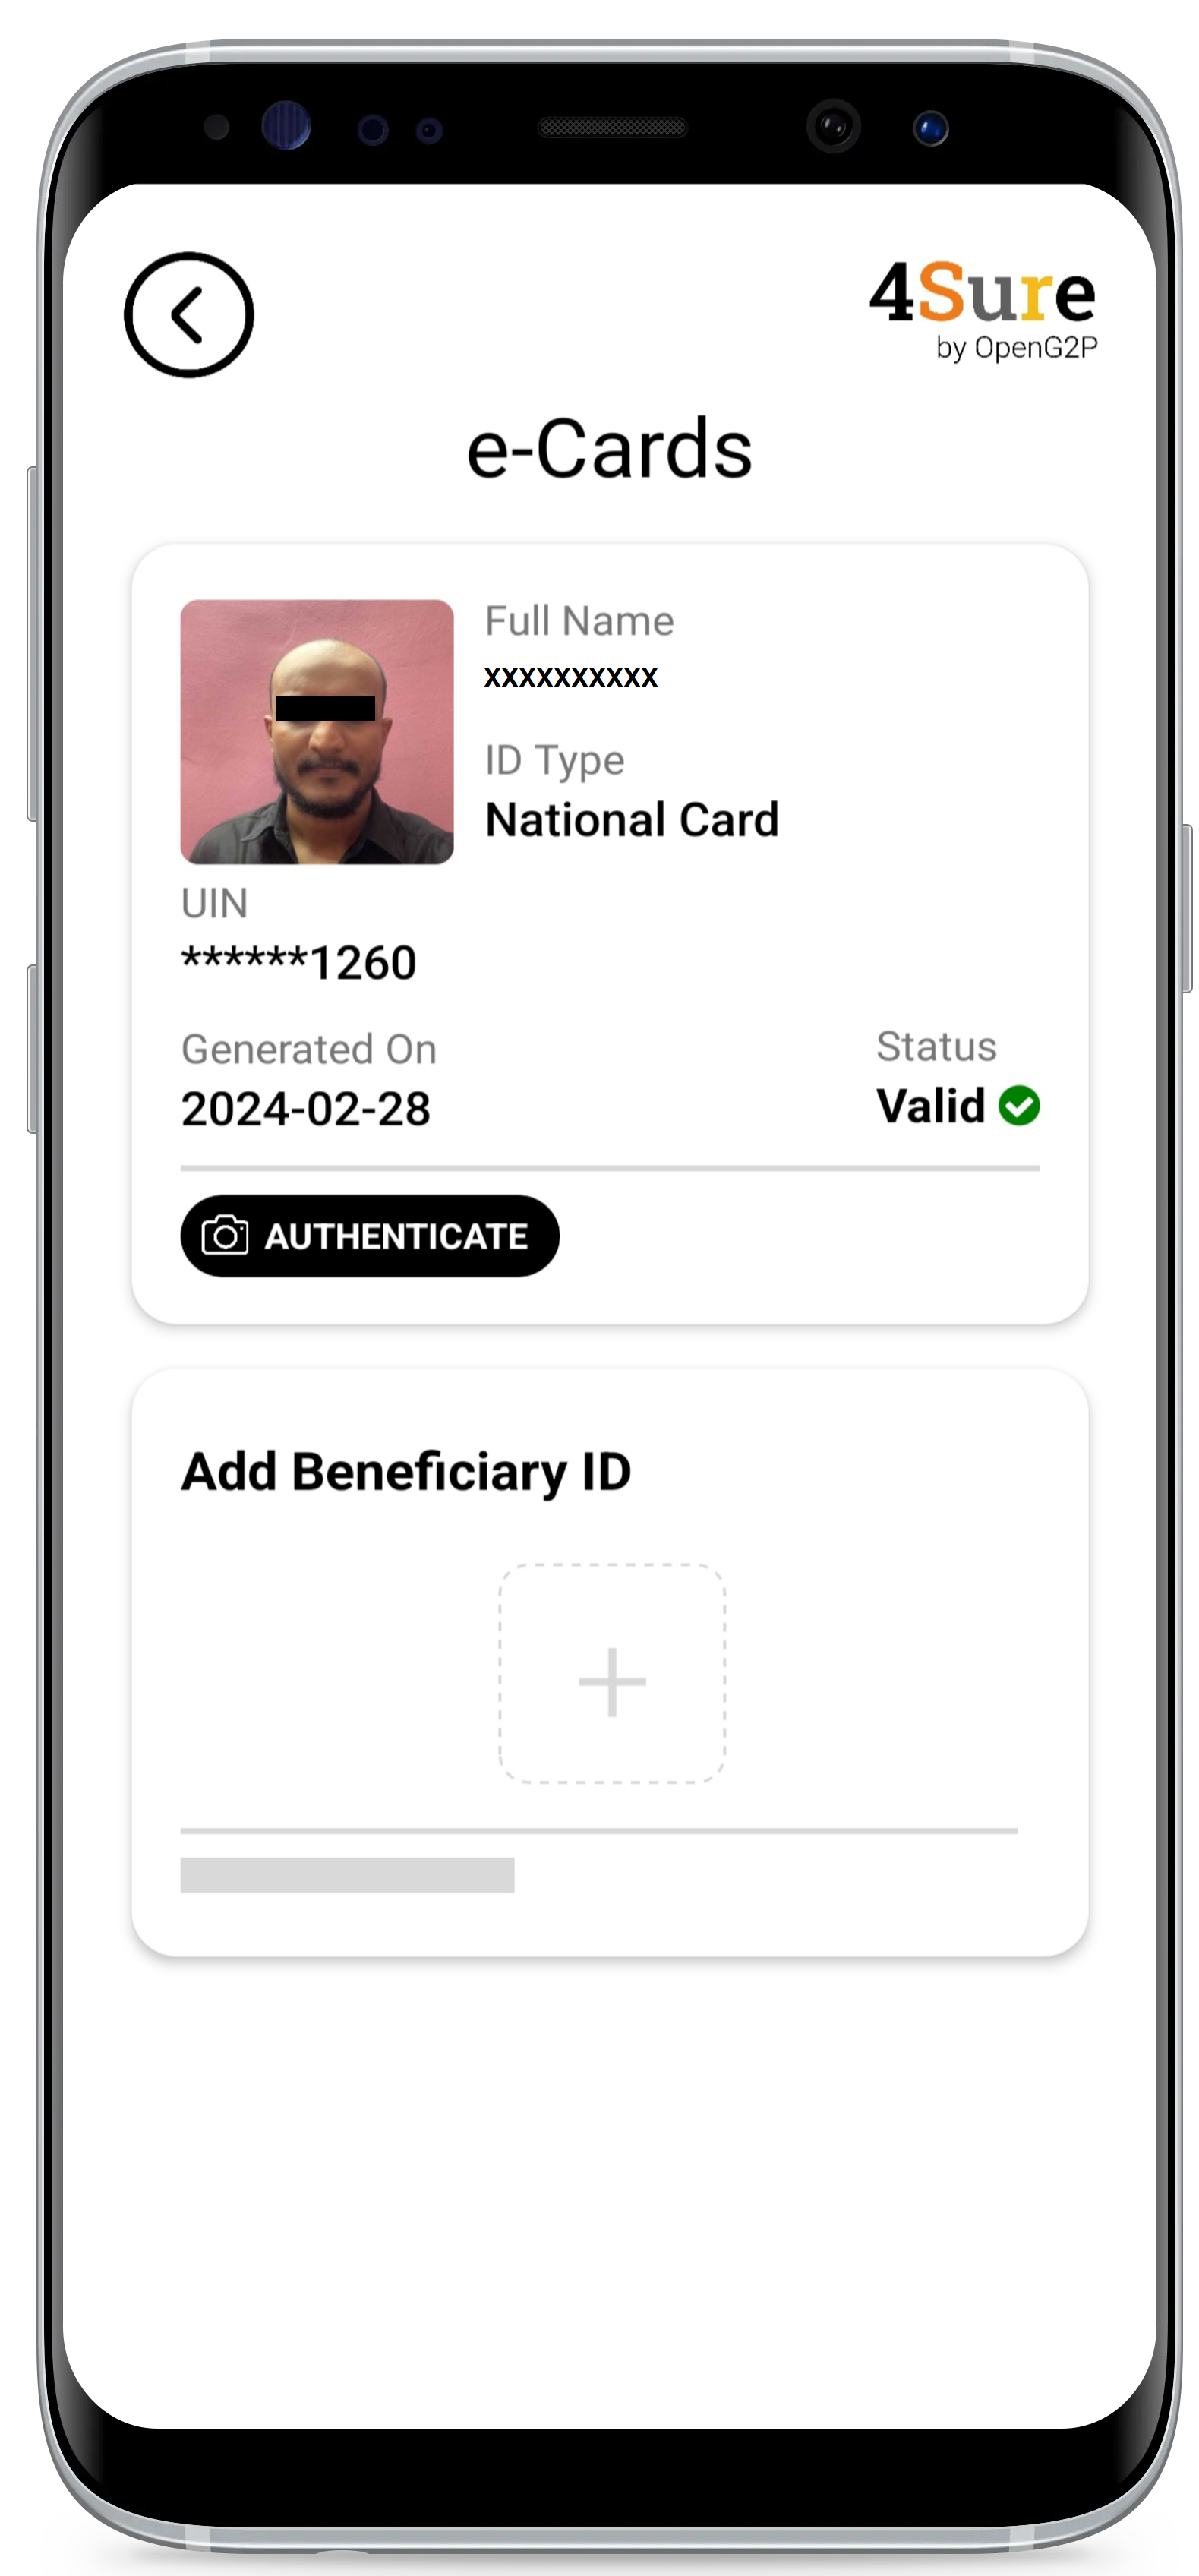 4Sure
by OpenG2P
e-Cards
Full Name
xxxxxxxxxx
ID Type
National Card
UIN
******1260
Generated On
2024-02-28
Status
Valid
AUTHENTICATE
Add Beneficiary ID